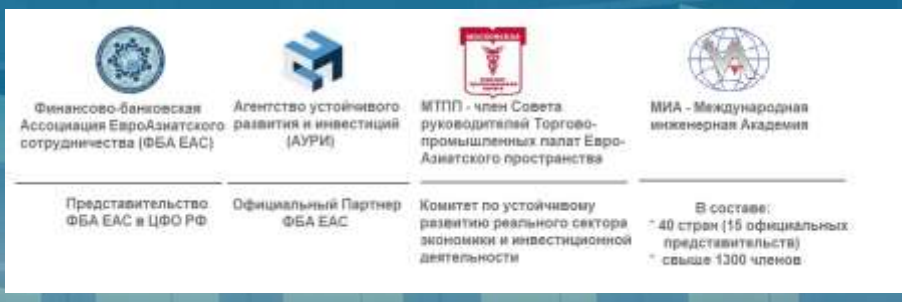 МОСКОВСКАЯ
Финансово-банковская
Ассоциация ЕвроАзиатского
сотрудничества (ФБА ЕАС)
Представительство
ФБА ЕАС в ЦФО РФ
Агентство устойчивого
развития и инвестиций
(АУРИ)
Официальный Партнер
ФБА ЕАС
МТПП - член Совета
руководителей Торгово-
промышленных палат Евро-
Азиатского пространства
Комитет по устойчивому
развитию реального сектора
экономики и инвестиционной
деятельности
МИА - Международная
инженерная Академия
В составе:
* 40 стран (15 официальных
представительств)
* свыше 1300 членов